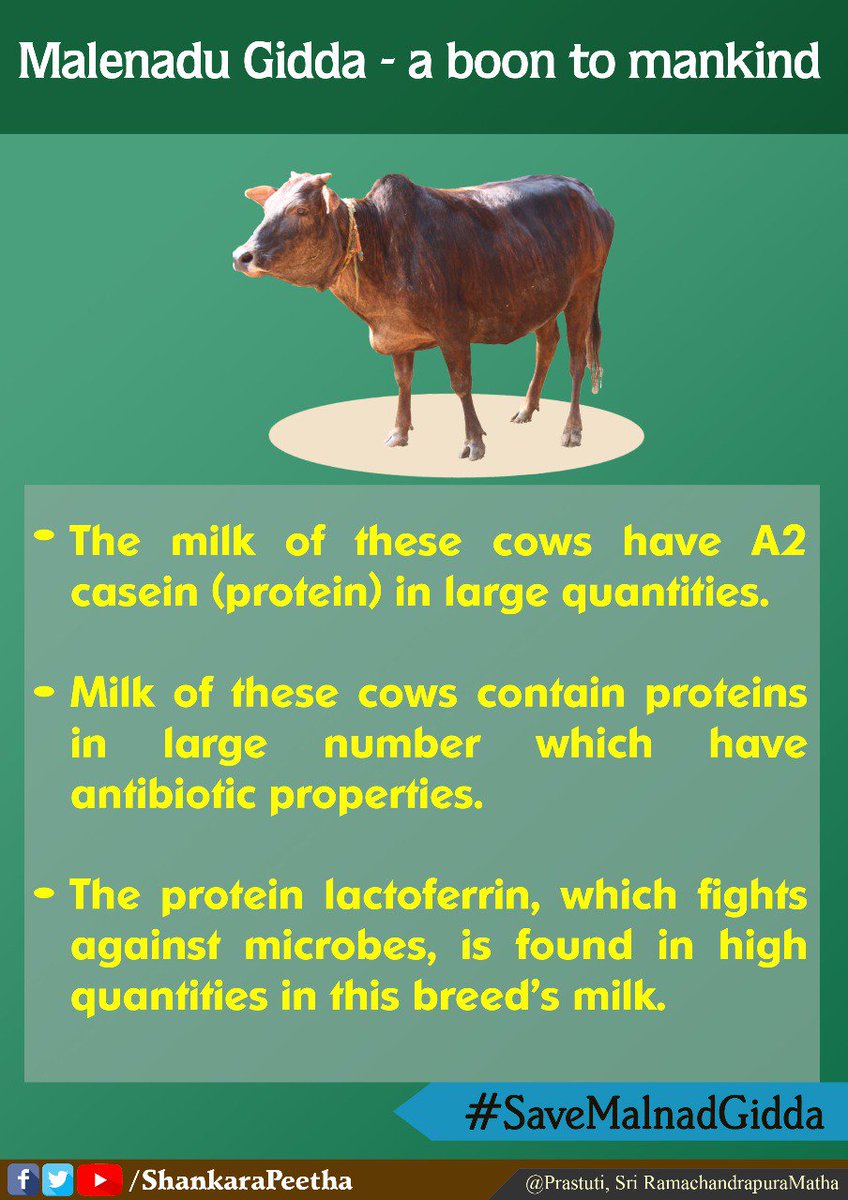 Malenadu Gidda - a boon to mankind
• The milk of these cows have A2
casein (protein) in large quantities.
• Milk of these cows contain proteins
in large number which have
antibiotic properties.
• The protein lactoferrin, which fights
against microbes, is found in high
quantities in this breed's milk.
#SaveMalnadGidda
/ShankaraPeetha
@Prastuti, Sri RamachandrapuraMatha